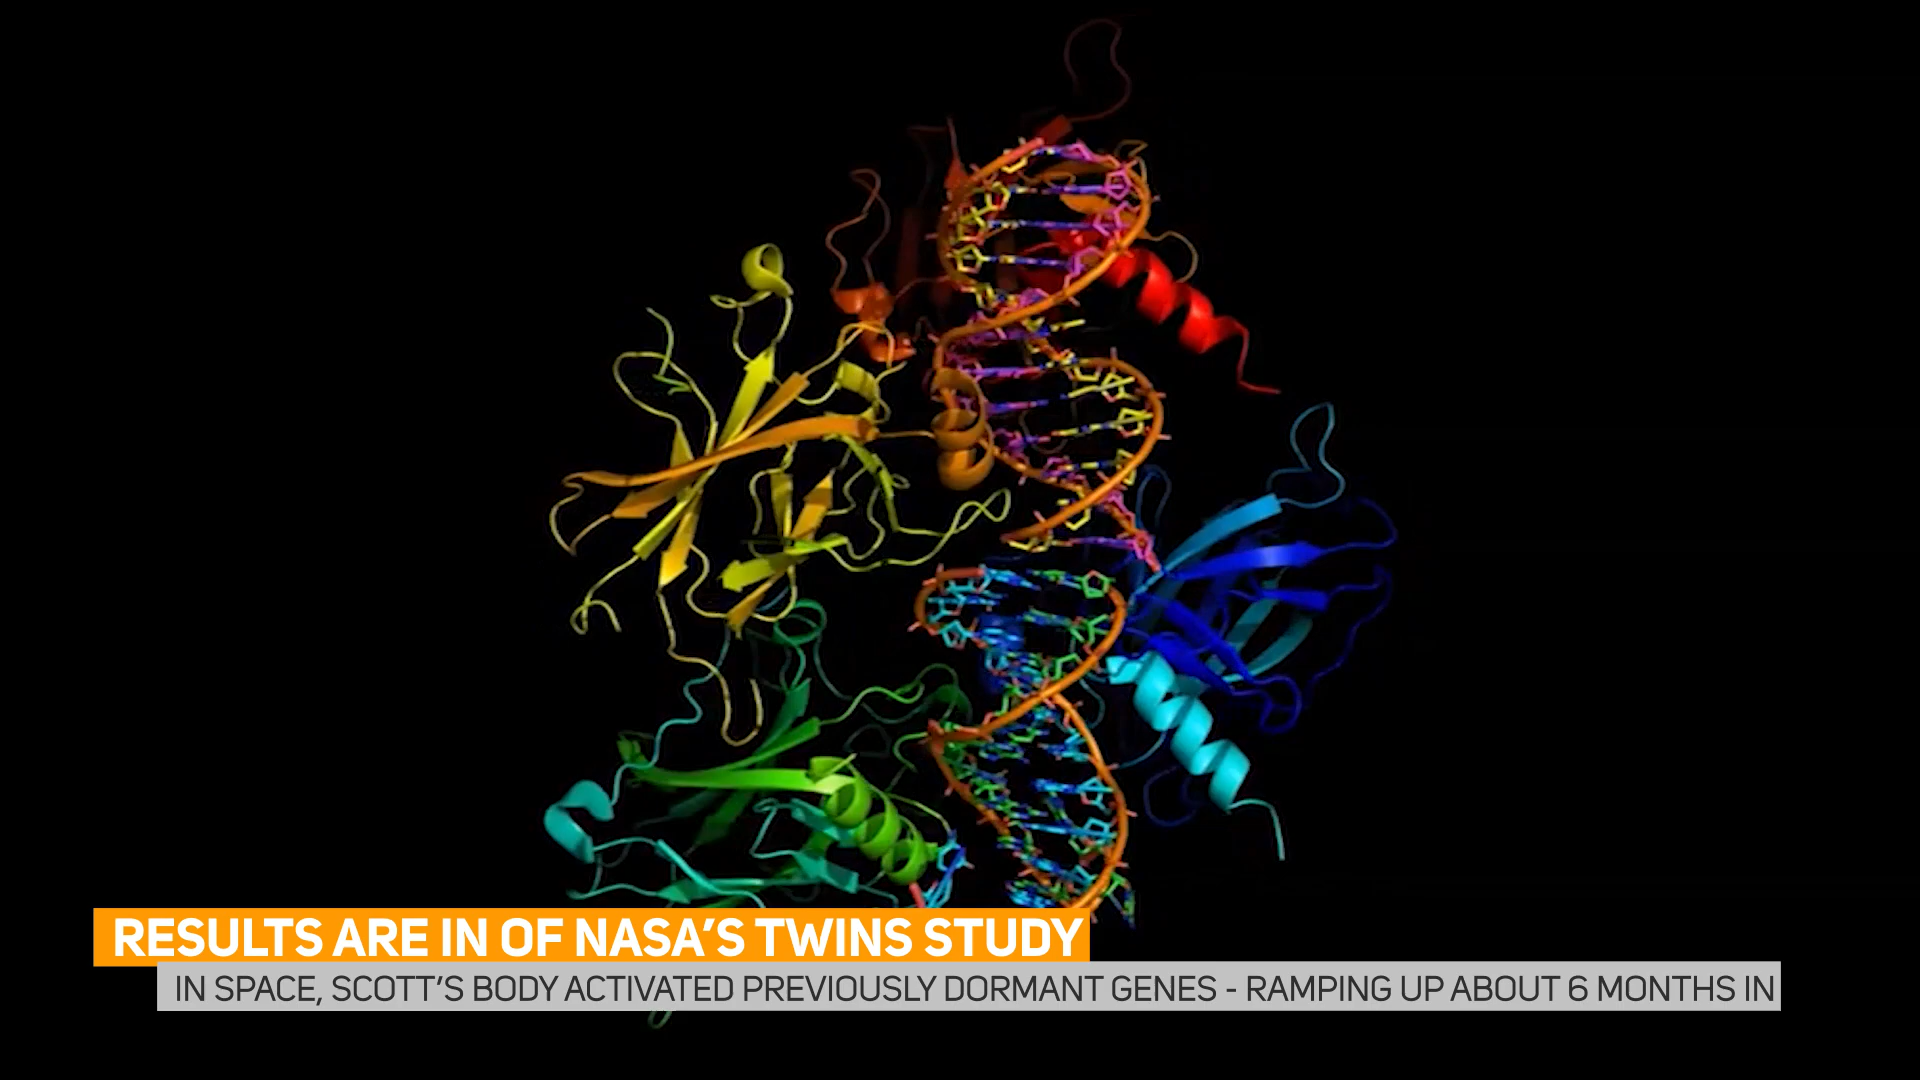 RESULTS ARE IN OF NASA'S TWINS STUDY
IN SPACE, SCOTT'S BODY ACTIVATED PREVIOUSLY DORMANT GENES - RAMPING UP ABOUT 6 MONTHS IN